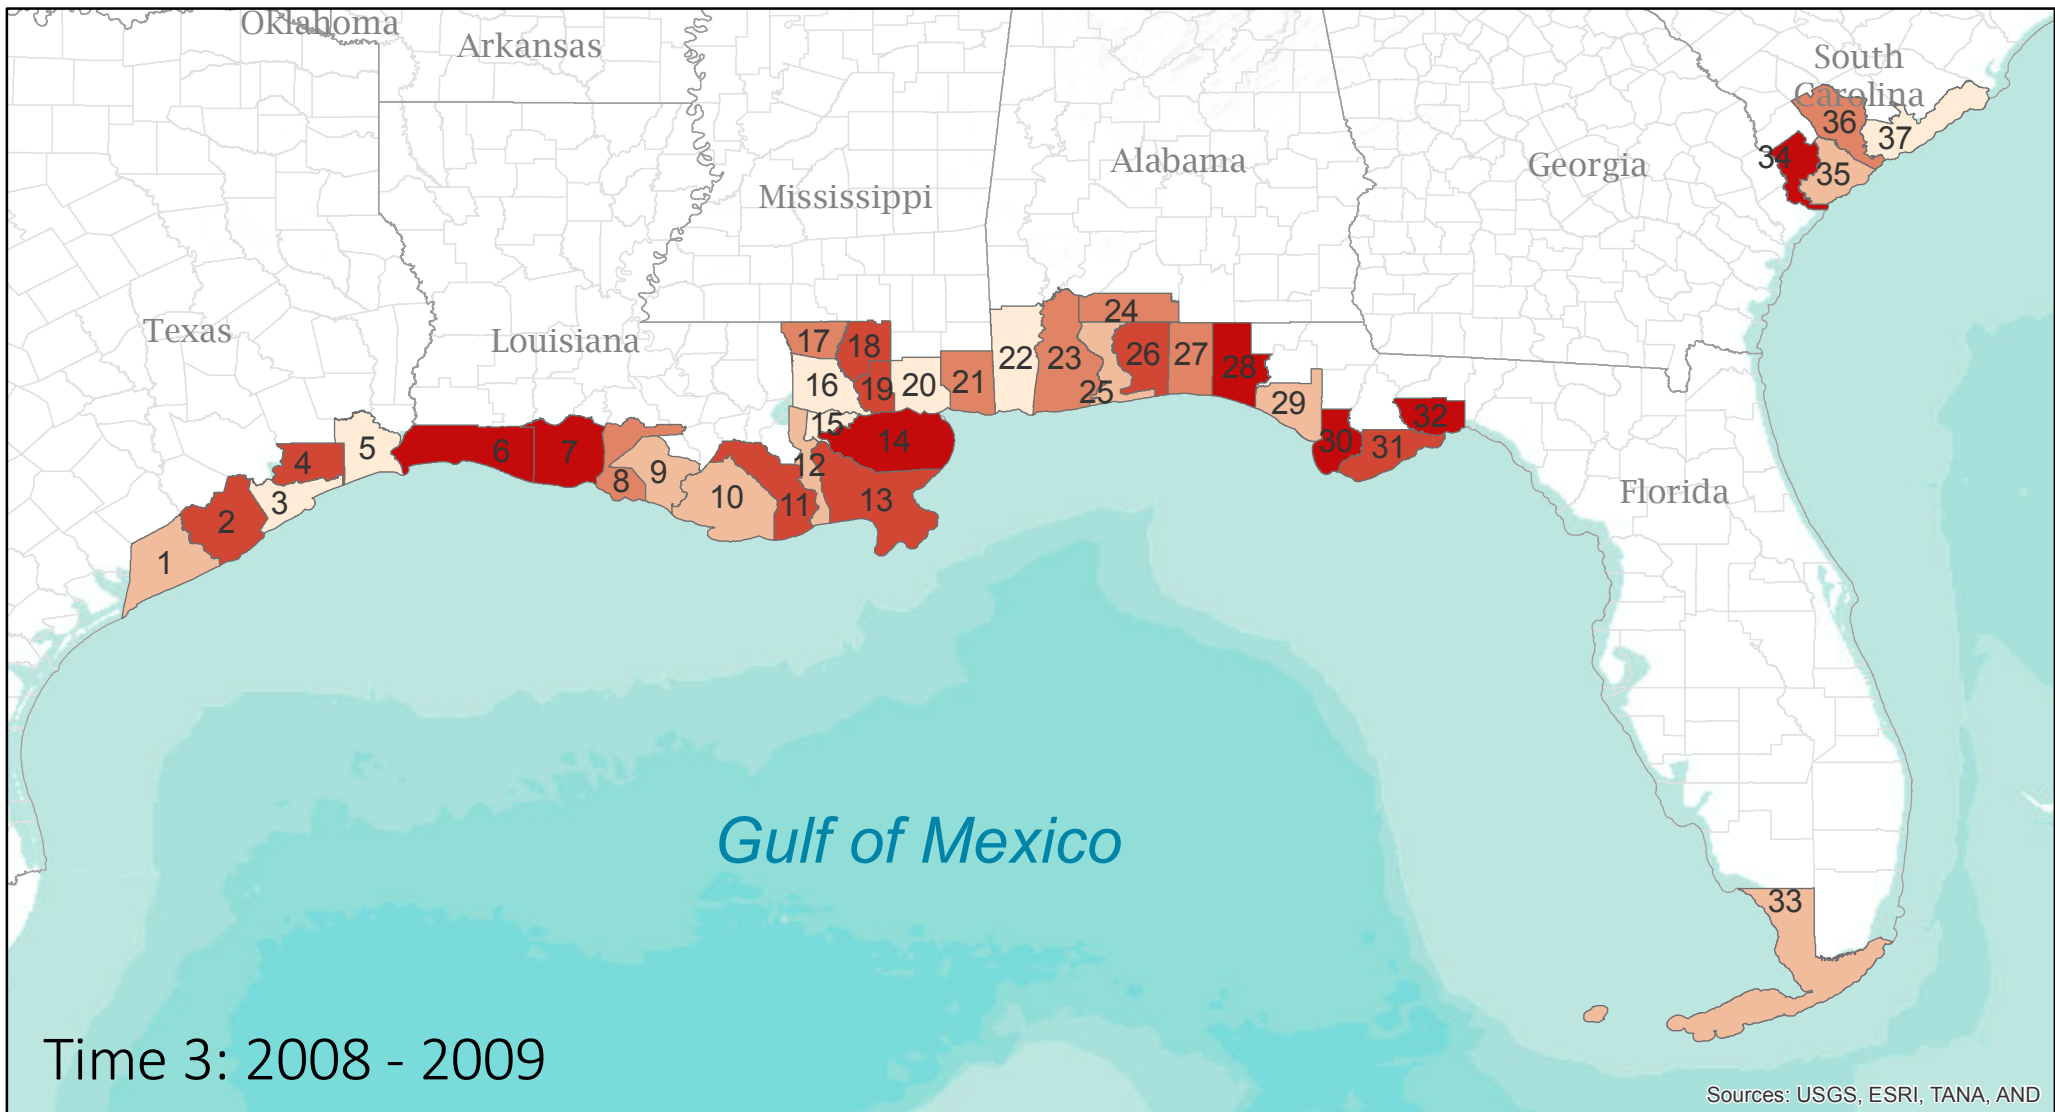 Oklahoma
Arkansas
South
Carolina
Mississippi
Alabama
Georgia
Texas
Louisiana
Florida
36
37
34
35
24
17
18
22
23
26
27
28
16
19
20
21
25
29
15
5
6
7
14
32
30
31
4
12
9
8
10
11
13
3
2
1
33
Gulf of Mexico
Time 3: 2008 - 2009
Sources: USGS, ESRI, TANA, AND